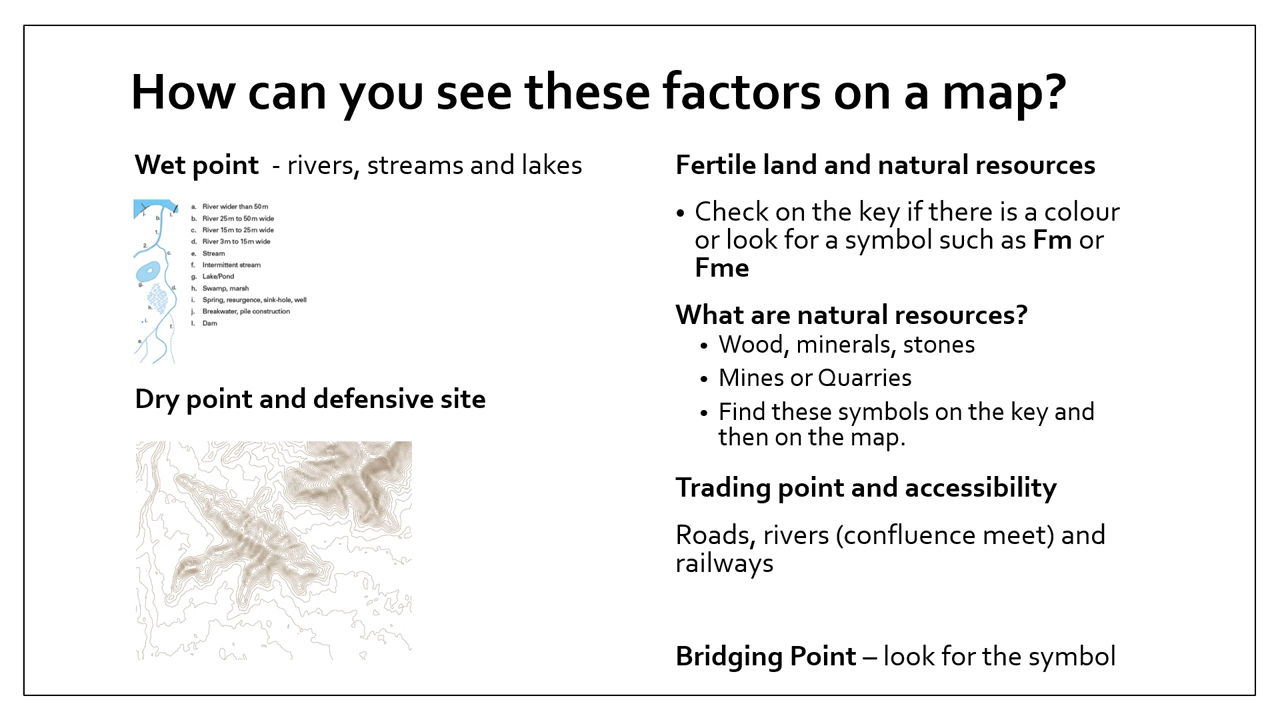 How can you see these factors on a map?
Wet point - rivers, streams and lakes
a. River wider than 50m
b. River 25m to 50m wide
c. River 15m to 25m wide
d. River 3m to 15m wide
e. Stream
f. Intermittent stream
g. Lake/Pond
h. Swamp, marsh
i. Spring, resurgence, sink-hole, well
j. Breakwater, pile construction
l. Dam
Dry point and defensive site
Fertile land and natural resources
• Check on the key if there is a colour
or look for a symbol such as Fm or
Fme
What are natural resources?
• Wood, minerals, stones
• Mines or Quarries
• Find these symbols on the key and
then on the map.
Trading point and accessibility
Roads, rivers (confluence meet) and
railways
Bridging Point – look for the symbol